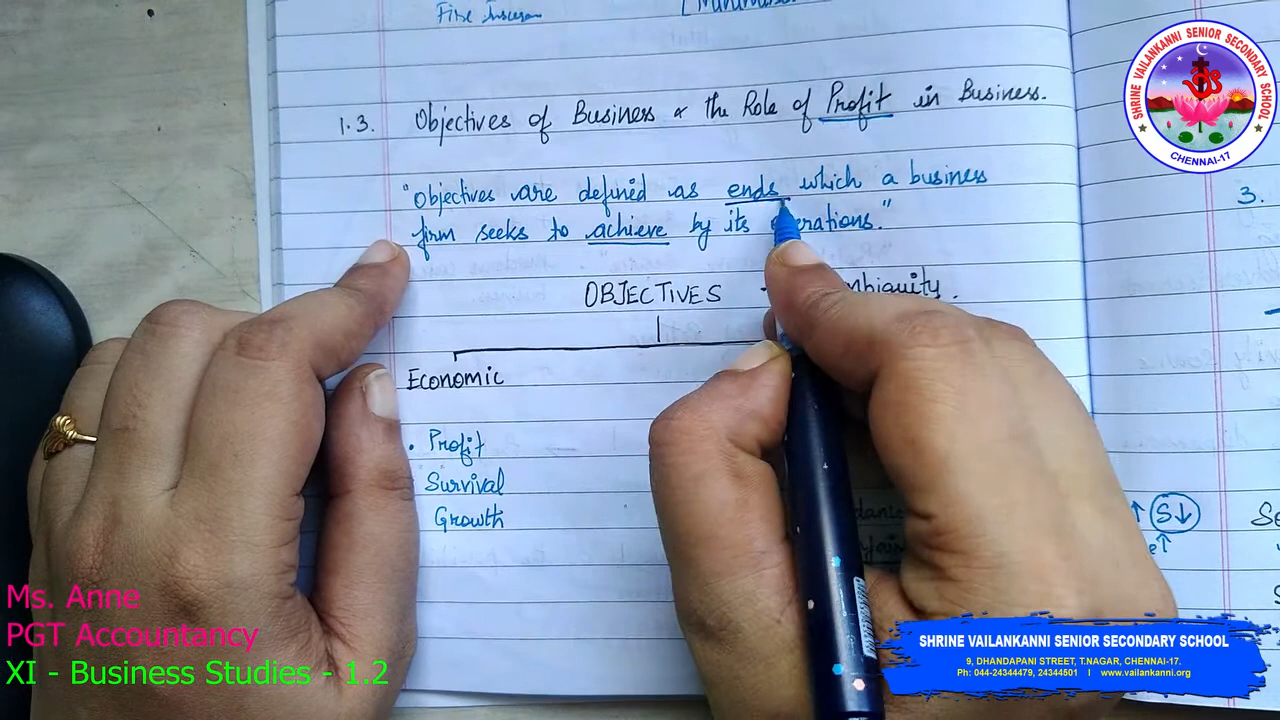 Fire
1.3. Objectives of Business & the Role of Profit in Business.
"Objectives are defined as ends which a business
firm seeks to achieve by its operations."
OBJECTIVES
Economic
• Profit
Survival
Growth
3.
↑ S↓
↑
SHRINE VAILANKANNI SENIOR SECONDARY SCHOOL
CHENNAI-17
Ms. Anne
PGT Accountancy
XI - Business Studies - 1.2
SHRINE VAILANKANNI SENIOR SECONDARY SCHOOL
9, DHANDAPANI STREET, T.NAGAR, CHENNAI-17.
Ph: 044-24344479, 24344501 I www.vailankanni.org